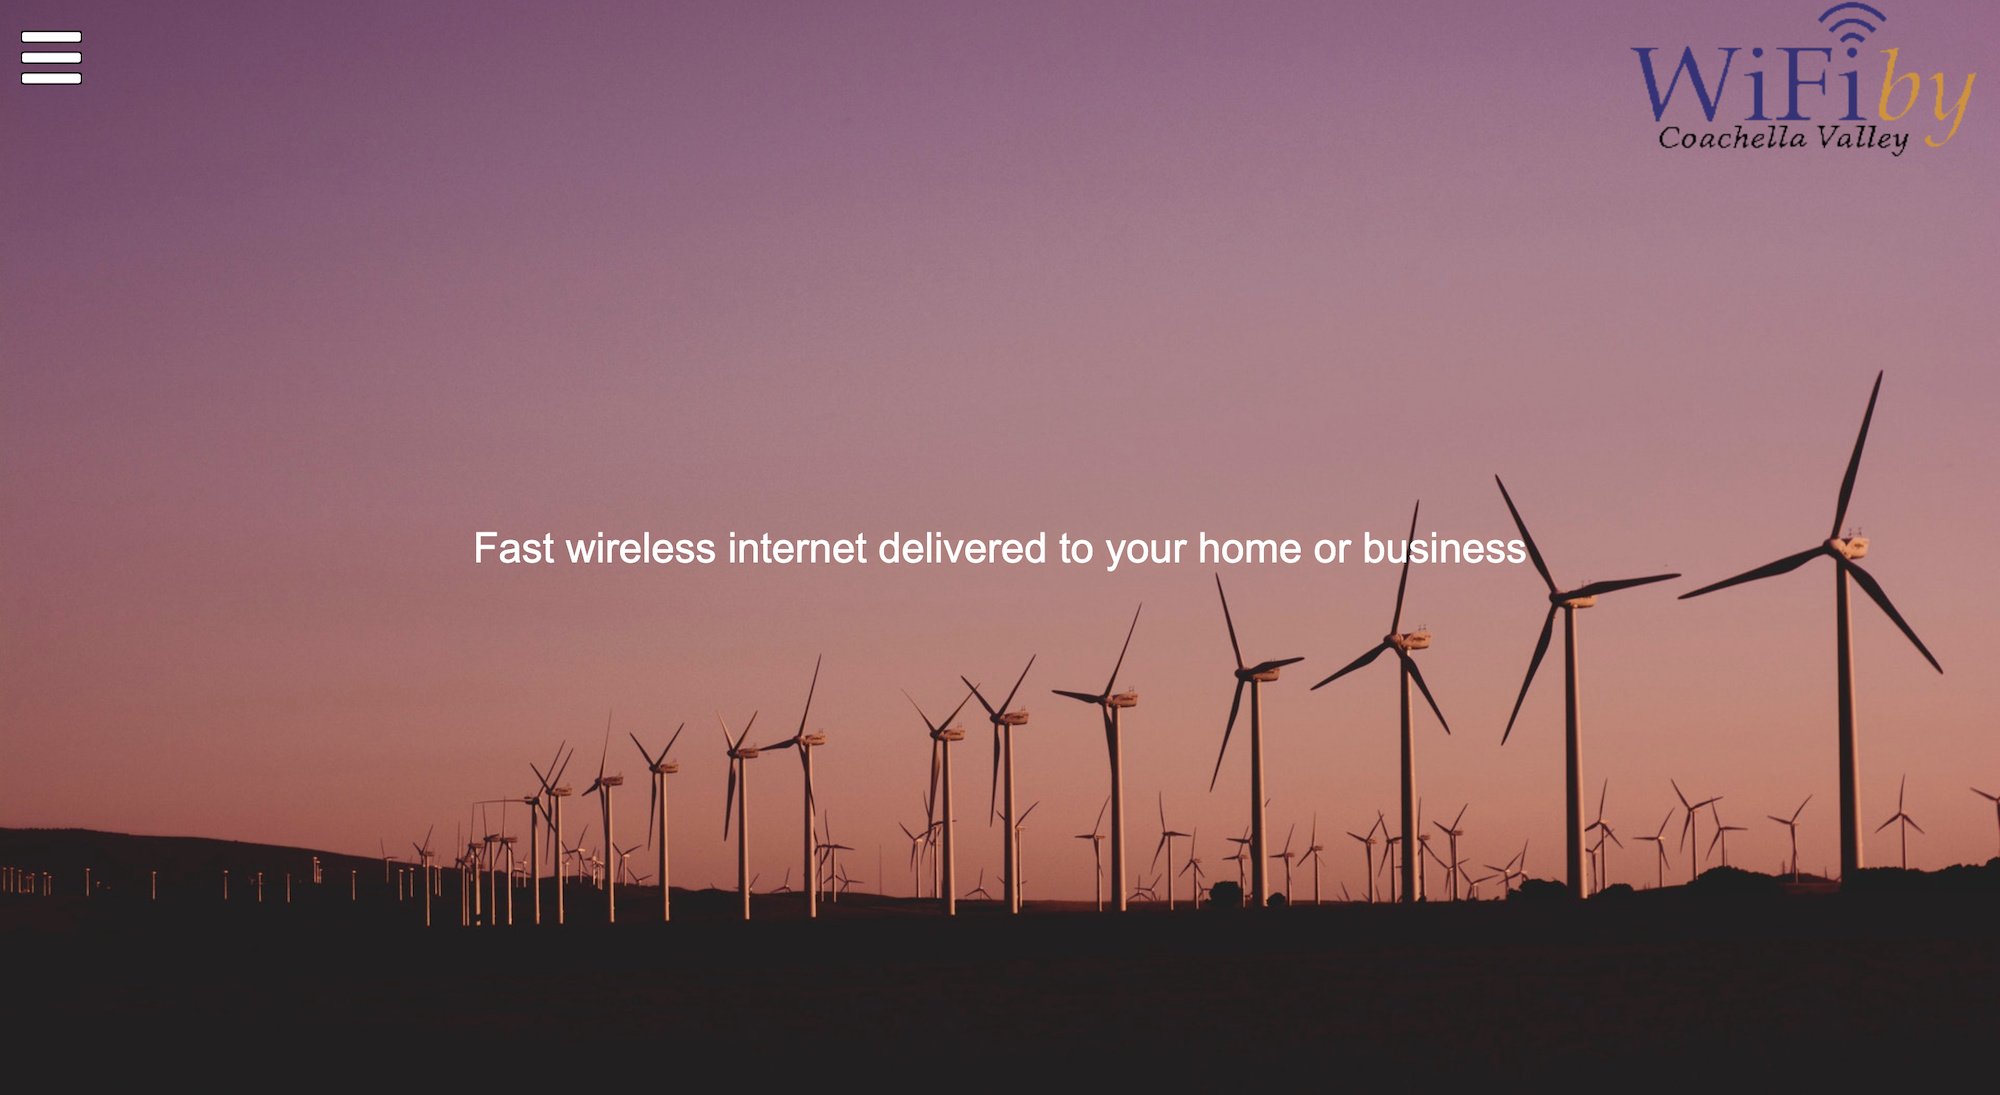 WiFiby
Coachella Valley
Fast wireless internet delivered to your home or business